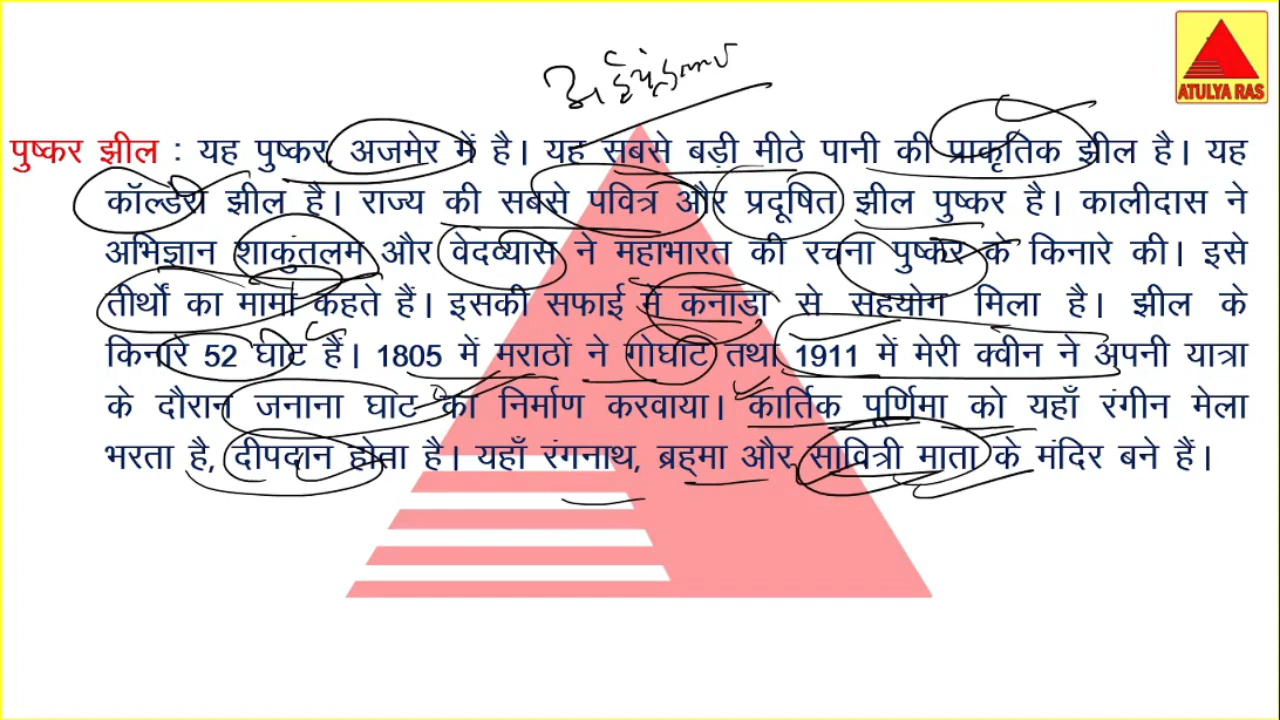 ATULYA RAS
पुष्कर झील : यह पुष्कर, अजमेर में है। यह सबसे बड़ी मीठे पानी की प्राकृतिक झील है। यह
कॉल्डेरा झील है। राज्य की सबसे पवित्र और प्रदूषित झील पुष्कर है। कालीदास ने
अभिज्ञान शाकुंतलम और वेदव्यास ने महाभारत की रचना पुष्कर के किनारे की। इसे
तीर्थों का मामा कहते हैं। इसकी सफाई में कनाडा से सहयोग मिला है। झील के
किनारे 52 घाट हैं। 1805 में मराठों ने गोघाट तथा 1911 में मेरी क्वीन ने अपनी यात्रा
के दौरान जनाना घाट का निर्माण करवाया। कार्तिक पूर्णिमा को यहाँ रंगीन मेला
भरता है, दीपदान होता है। यहाँ रंगनाथ, ब्रह्मा और सावित्री माता के मंदिर बने हैं।